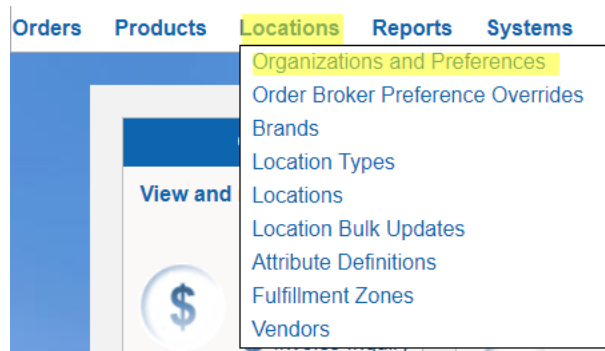 Orders Products Locations Reports Systems
Organizations and Preferences
Order Broker Preference Overrides
Brands
Location Types
View and
Locations
Location Bulk Updates
Attribute Definitions
$
Fulfillment Zones
Vendors